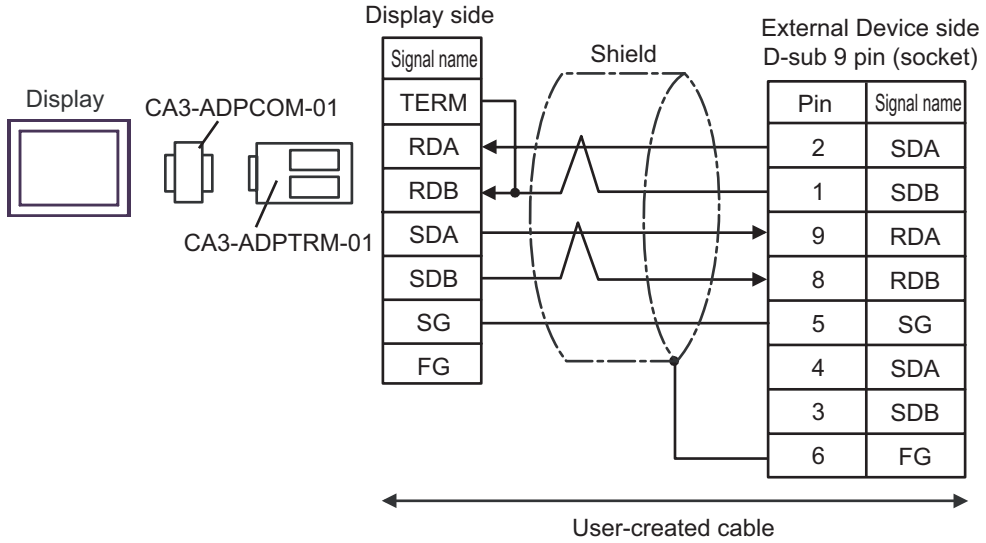 Display side
External Device side
D-sub 9 pin (socket)
Shield
Display
CA3-ADPCOM-01
CA3-ADPTRM-01
Signal name
TERM
RDA
RDB
SDA
SDB
SG
FG
Pin Signal name
2 SDA
1 SDB
9 RDA
8 RDB
5 SG
4 SDA
3 SDB
6 FG
User-created cable